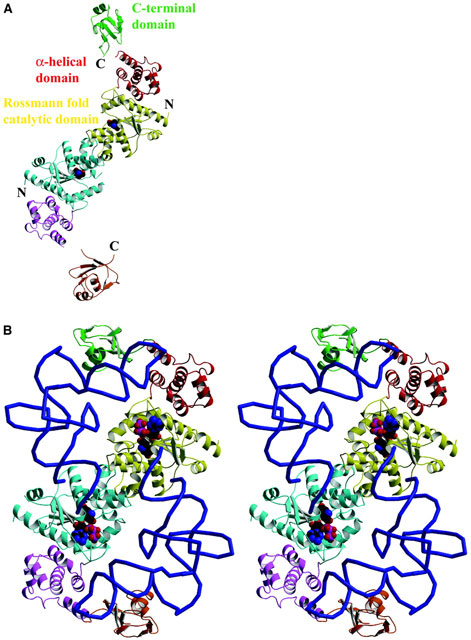 A
C-terminal
domain
C
α-helical
domain
N
Rossmann fold
catalytic domain
N
C
B